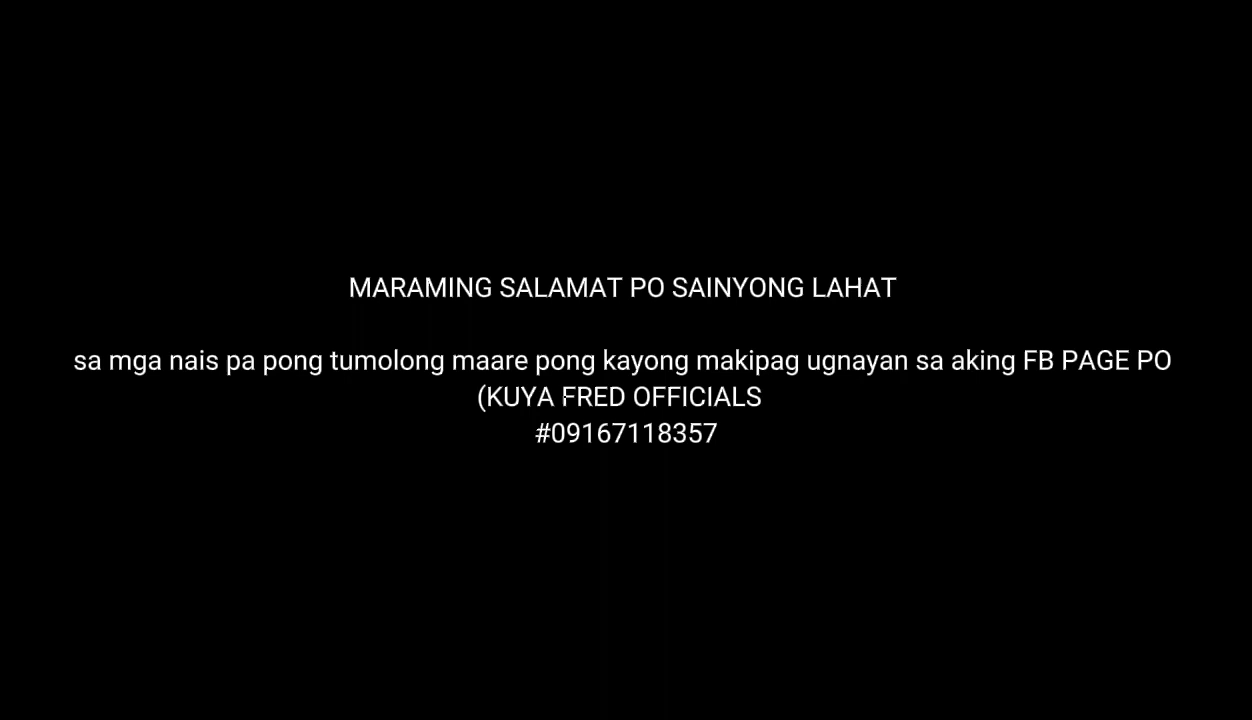 MARAMING SALAMAT PO SAINYONG LAHAT
sa mga nais pa pong tumolong maare pong kayong makipag ugnayan sa aking FB PAGE PO
(KUYA FRED OFFICIALS
#09167118357